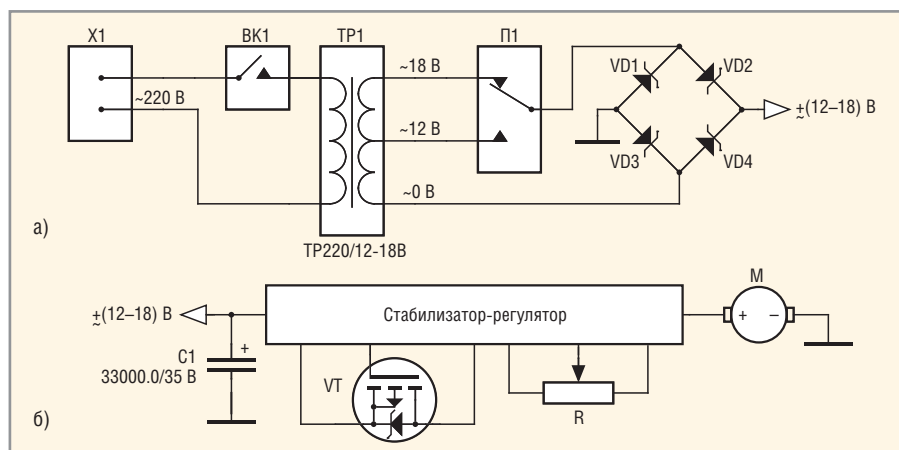 X1
ВК1
ТР1
П1
~220 В
~18 В
~12 В
~0 В
VD1
VD2
VD3
VD4
±(12–18) В
а)
ТР220/12-18В
±(12–18) В
Стабилизатор-регулятор
М
+ –
С1
+
33000.0/35 В
VT
R
б)